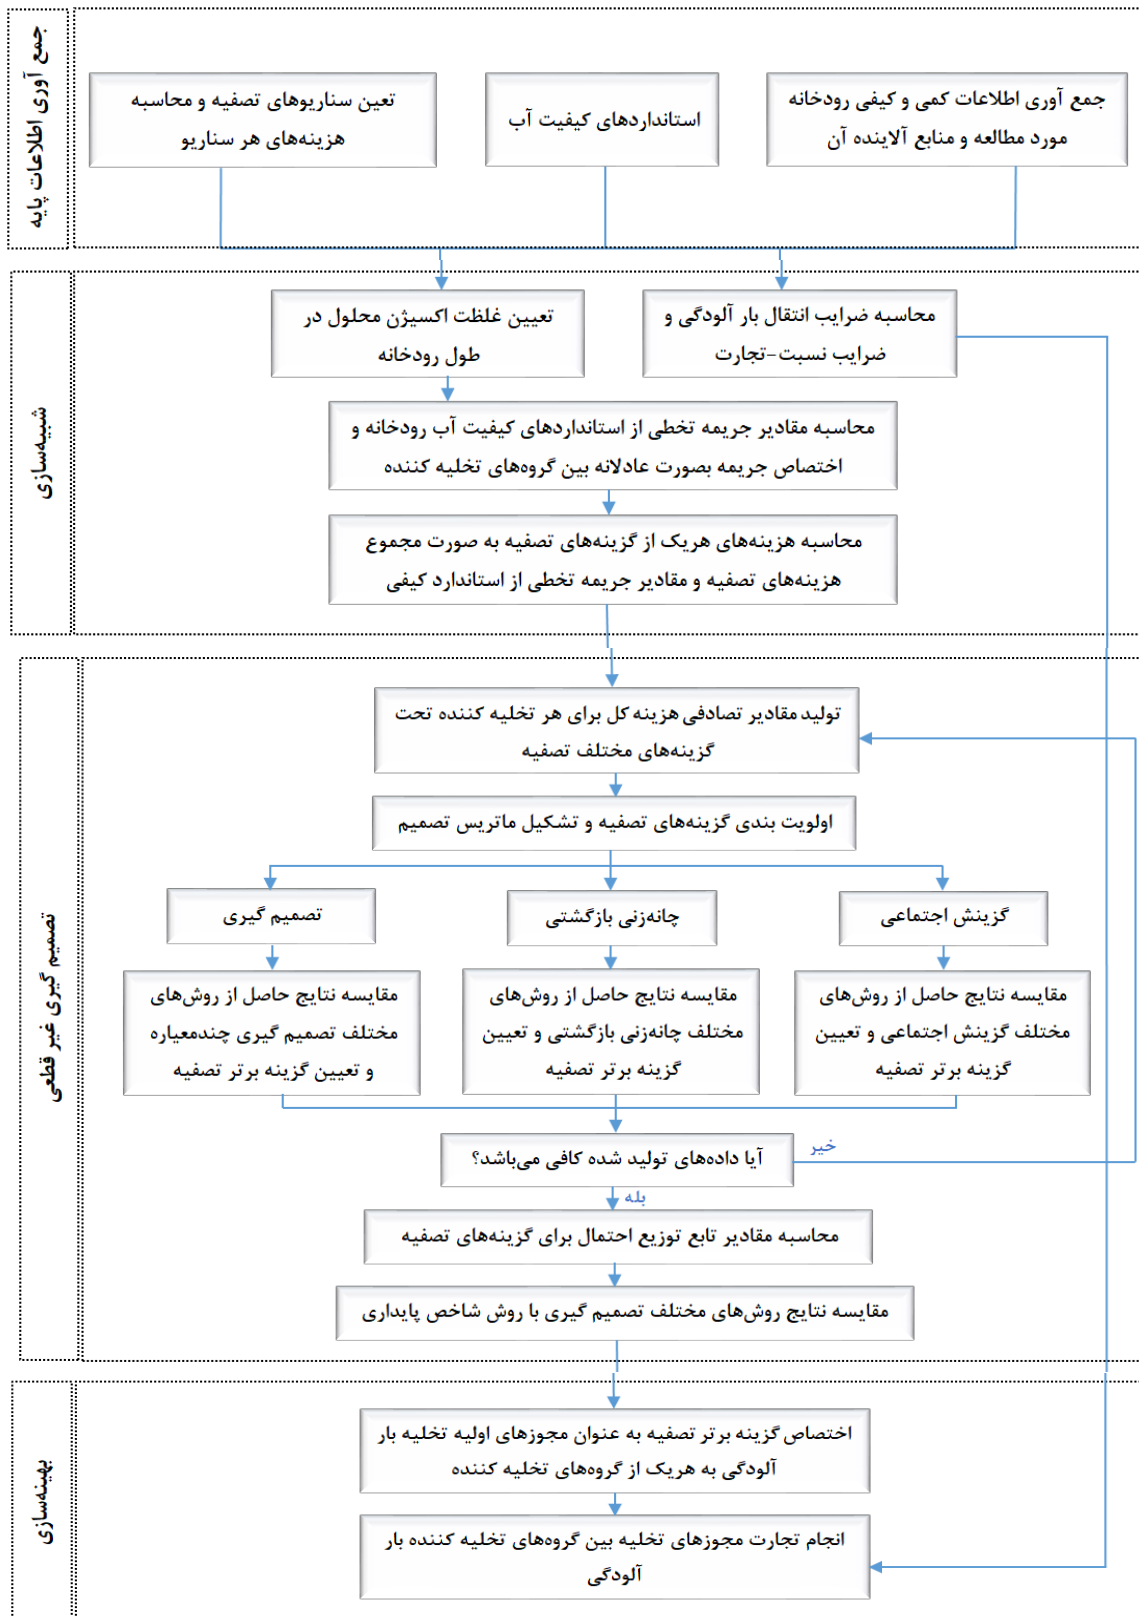 جمع آوری اطلاعات پایه
جمع آوری اطلاعات کمی و کیفی رودخانه
مورد مطالعه و منابع آلاینده آن
استانداردهای کیفیت آب
تعین سناریوهای تصفیه و محاسبه
هزینه‌های هر سناریو
شبیه‌سازی
محاسبه ضرایب انتقال بار آلودگی و
ضرایب نسبت-تجارت
تعیین غلظت اکسیژن محلول در
طول رودخانه
محاسبه مقادیر جریمه تخطی از استانداردهای کیفیت آب رودخانه و
اختصاص جریمه بصورت عادلانه بین گروه‌های تخلیه کننده
محاسبه هزینه‌های هریک از گزینه‌های تصفیه به صورت مجموع
هزینه‌های تصفیه و مقادیر جریمه تخطی از استاندارد کیفی
تصمیم گیری غیر قطعی
تولید مقادیر تصادفی هزینه کل برای هر تخلیه کننده تحت
گزینه‌های مختلف تصفیه
اولویت بندی گزینه‌های تصفیه و تشکیل ماتریس تصمیم
گزینش اجتماعی
چانه‌زنی بازگشتی
تصمیم گیری
مقایسه نتایج حاصل از روش‌های
مختلف گزینش اجتماعی و تعیین
گزینه برتر تصفیه
مقایسه نتایج حاصل از روش‌های
مختلف چانه‌زنی بازگشتی و تعیین
گزینه برتر تصفیه
مقایسه نتایج حاصل از روش‌های
مختلف تصمیم گیری چندمعیاره
و تعیین گزینه برتر تصفیه
آیا داده‌های تولید شده کافی می‌باشد؟
خیر
بله
محاسبه مقادیر تابع توزیع احتمال برای گزینه‌های تصفیه
مقایسه نتایج روش‌های مختلف تصمیم گیری با روش شاخص پایداری
بهینه‌سازی
اختصاص گزینه برتر تصفیه به عنوان مجوزهای اولیه تخلیه بار
آلودگی به هریک از گروه‌های تخلیه کننده
انجام تجارت مجوزهای تخلیه بین گروه‌های تخلیه کننده بار
آلودگی